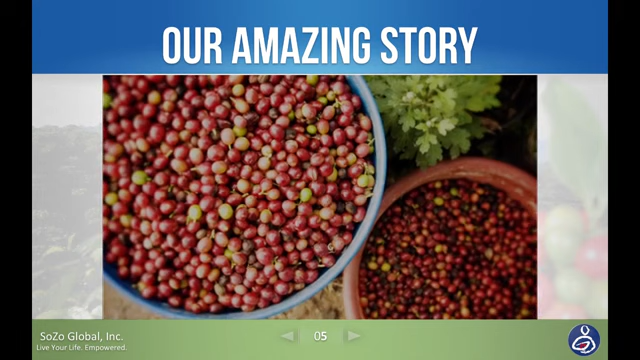 OUR AMAZING STORY
SoZo Global, Inc.
Live Your Life. Empowered.
05